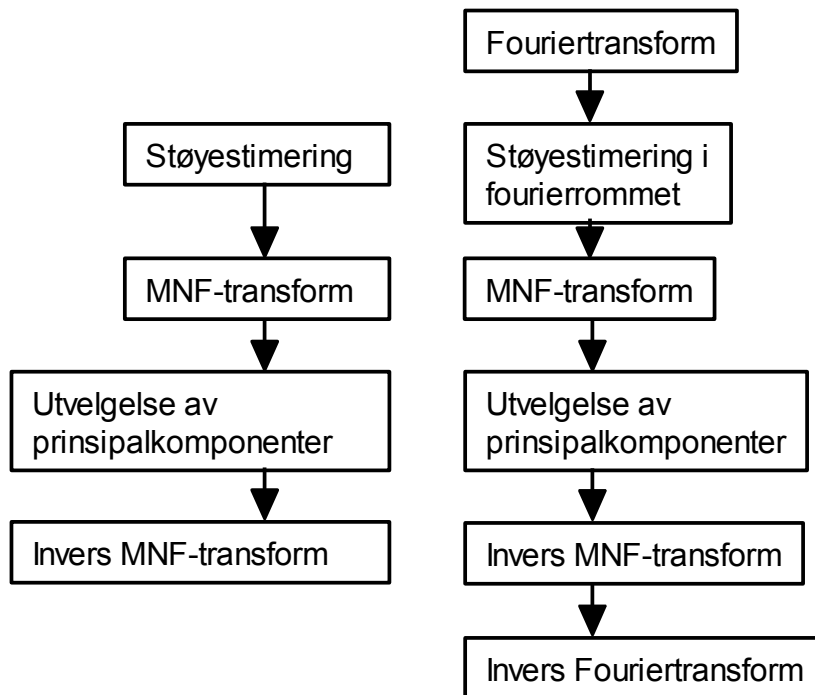 Støyestimering
MNF-transform
Utvelgelse av
prinsipalkomponenter
Invers MNF-transform
Fouriertransform
Støyestimering i
fourierrommet
MNF-transform
Utvelgelse av
prinsipalkomponenter
Invers MNF-transform
Invers Fouriertransform